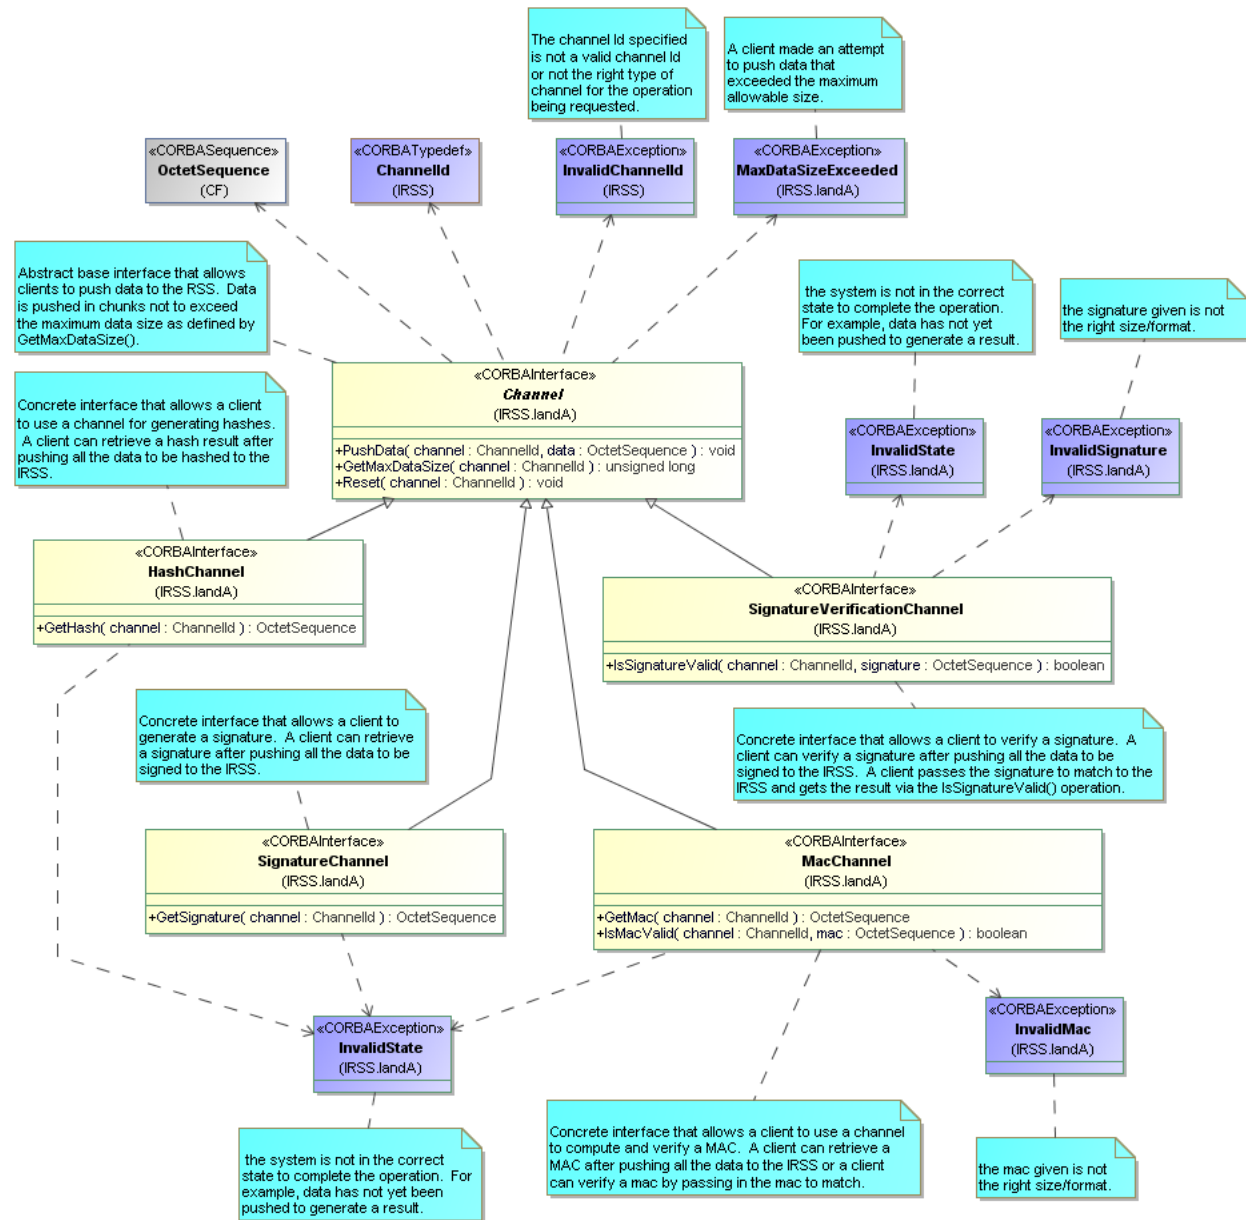 The channel Id specified
is not a valid channel Id
or not the right type of
channel for the operation
being requested.
A client made an attempt
to push data that
exceeded the maximum
allowable size.
«CORBASequence»
OctetSequence
(CF)
«CORBATypedef»
ChannelId
(IRSS)
«CORBAException»
InvalidChannelId
(IRSS)
«CORBAException»
MaxDataSizeExceeded
(IRSS.IandA)
Abstract base interface that allows
clients to push data to the RSS.  Data
is pushed in chunks not to exceed
the maximum data size as defined by
GetMaxDataSize().
the system is not in the correct
state to complete the operation.
For example, data has not yet
been pushed to generate a result.
the signature given is not
the right size/format.
«CORBAInterface»
Channel
(IRSS.IandA)
+PushData( channel : ChannelId, data : OctetSequence ) : void
+GetMaxDataSize( channel : ChannelId ) : unsigned long
+Reset( channel : ChannelId ) : void
Concrete interface that allows a client
to use a channel for generating hashes.
A client can retrieve a hash result after
pushing all the data to be hashed to the
IRSS.
«CORBAException»
InvalidState
(IRSS.IandA)
«CORBAException»
InvalidSignature
(IRSS.IandA)
«CORBAInterface»
HashChannel
(IRSS.IandA)
+GetHash( channel : ChannelId ) : OctetSequence
«CORBAInterface»
SignatureVerificationChannel
(IRSS.IandA)
+IsSignatureValid( channel : ChannelId, signature : OctetSequence ) : boolean
Concrete interface that allows a client to
generate a signature.  A client can retrieve
a signature after pushing all the data to be
signed to the IRSS.
Concrete interface that allows a client to verify a signature.  A
client can verify a signature after pushing all the data to be
signed to the IRSS.  A client passes the signature to match to the
IRSS and gets the result via the IsSignatureValid() operation.
«CORBAInterface»
SignatureChannel
(IRSS.IandA)
+GetSignature( channel : ChannelId ) : OctetSequence
«CORBAInterface»
MacChannel
(IRSS.IandA)
+GetMac( channel : ChannelId ) : OctetSequence
+IsMacValid( channel : ChannelId, mac : OctetSequence ) : boolean
«CORBAException»
InvalidState
(IRSS.IandA)
«CORBAException»
InvalidMac
(IRSS.IandA)
the system is not in the correct
state to complete the operation.  For
example, data has not yet been
pushed to generate a result.
Concrete interface that allows a client to use a channel
to compute and verify a MAC.  A client can retrieve a
MAC after pushing all the data to the IRSS or a client
can verify a mac by passing in the mac to match.
the mac given is not
the right size/format.